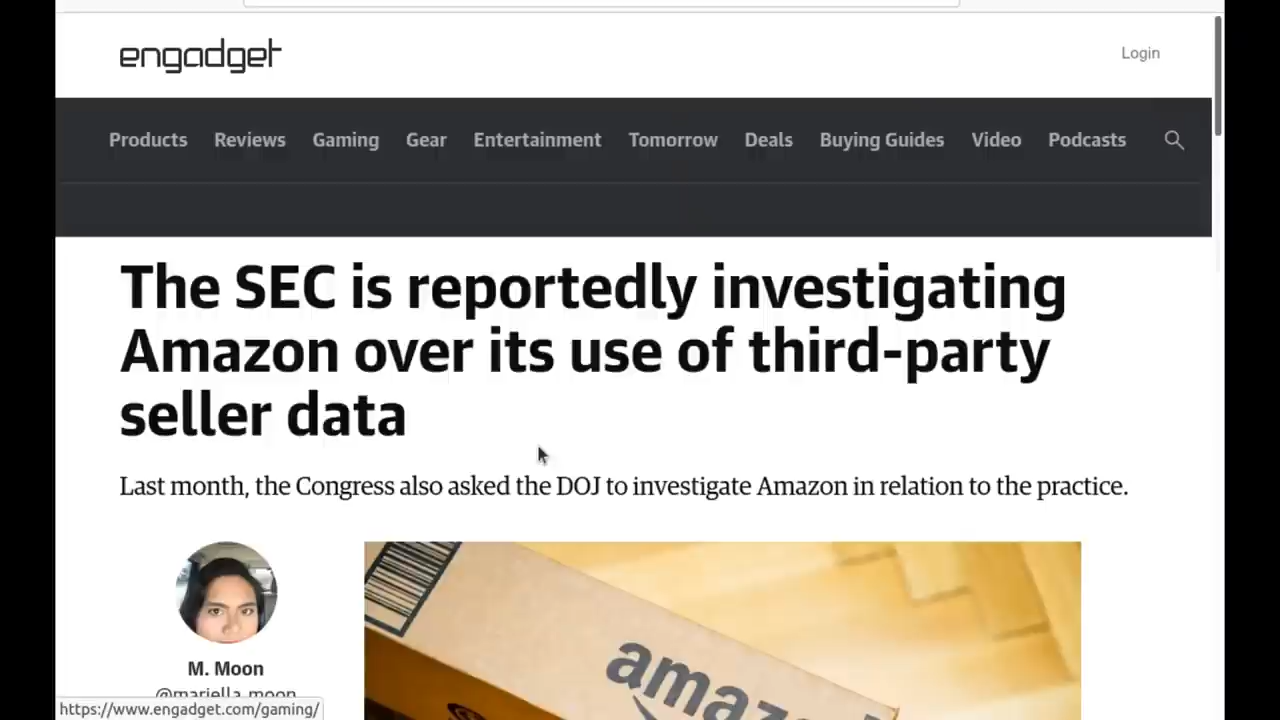 engadget
Login
Products Reviews Gaming Gear Entertainment Tomorrow Deals Buying Guides Video Podcasts
The SEC is reportedly investigating
Amazon over its use of third-party
seller data
Last month, the Congress also asked the DOJ to investigate Amazon in relation to the practice.
M. Moon
@mariella_moon
amazo
https://www.engadget.com/gaming/